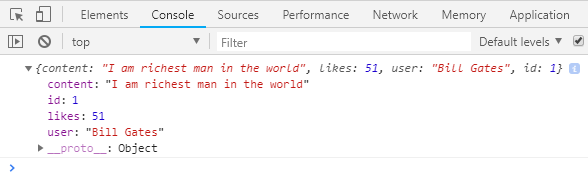 Elements Console Sources Performance Network Memory Application
top Filter Default levels
{content: "I am richest man in the world", likes: 51, user: "Bill Gates", id: 1} i
content: "I am richest man in the world"
id: 1
likes: 51
user: "Bill Gates"
__proto__: Object